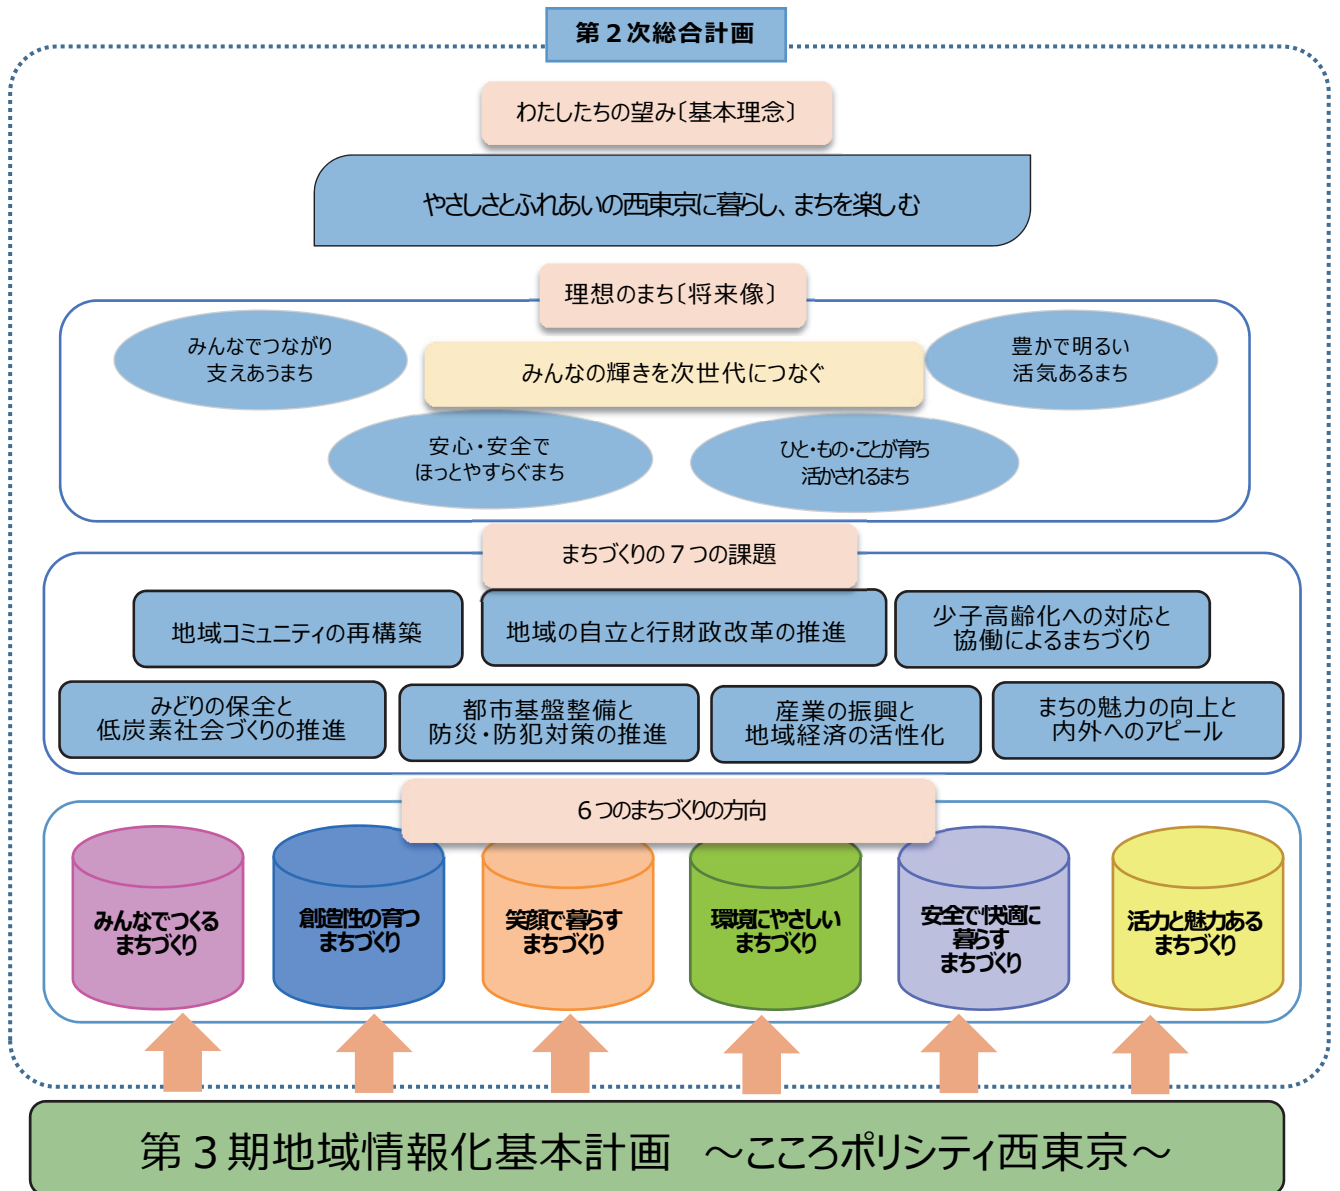 第２次総合計画
わたしたちの望み〔基本理念〕
やさしさとふれあいの西東京に暮らし、まちを楽しむ
理想のまち〔将来像〕
みんなでつながり
支えあうまち
みんなの輝きを次世代につなぐ
豊かで明るい
活気あるまち
安心・安全で
ほっとやすらぐまち
ひと・もの・ことが育ち
活かされるまち
まちづくりの７つの課題
地域コミュニティの再構築
地域の自立と行財政改革の推進
少子高齢化への対応と
協働によるまちづくり
みどりの保全と
低炭素社会づくりの推進
都市基盤整備と
防災・防犯対策の推進
産業の振興と
地域経済の活性化
まちの魅力の向上と
内外へのアピール
６つのまちづくりの方向
みんなでつくる
まちづくり
創造性の育つ
まちづくり
笑顔で暮らす
まちづくり
環境にやさしい
まちづくり
安全で快適に
暮らす
まちづくり
活力と魅力ある
まちづくり
第３期地域情報化基本計画　～こころポリシティ西東京～